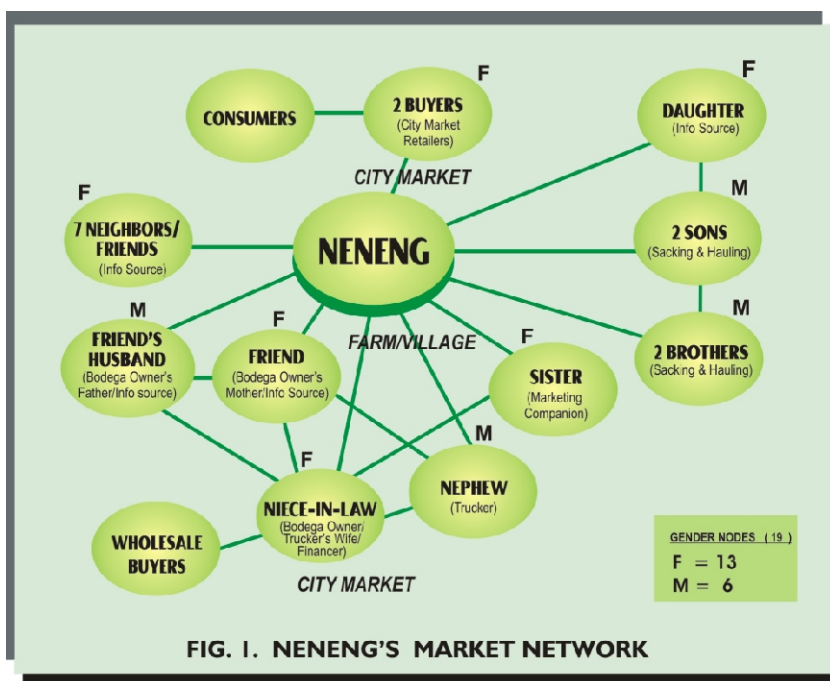 F
2 BUYERS
(City Market
Retailers)
CONSUMERS
F
DAUGHTER
(Info Source)
CITY MARKET
F
7 NEIGHBORS/
FRIENDS
(Info Source)
NENENG
M
2 SONS
(Sacking & Hauling)
M
FRIEND'S
HUSBAND
(Bodega Owner's
Father/Info source)
F
FRIEND
(Bodega Owner's
Mother/Info Source)
FARM/VILLAGE
F
SISTER
(Marketing
Companion)
M
2 BROTHERS
(Sacking & Hauling)
F
NIECE-IN-LAW
(Bodega Owner/
Trucker's Wife/
Financer)
M
NEPHEW
(Trucker)
WHOLESALE
BUYERS
CITY MARKET
GENDER NODES (19)
F = 13
M = 6
FIG. 1. NENENG'S MARKET NETWORK